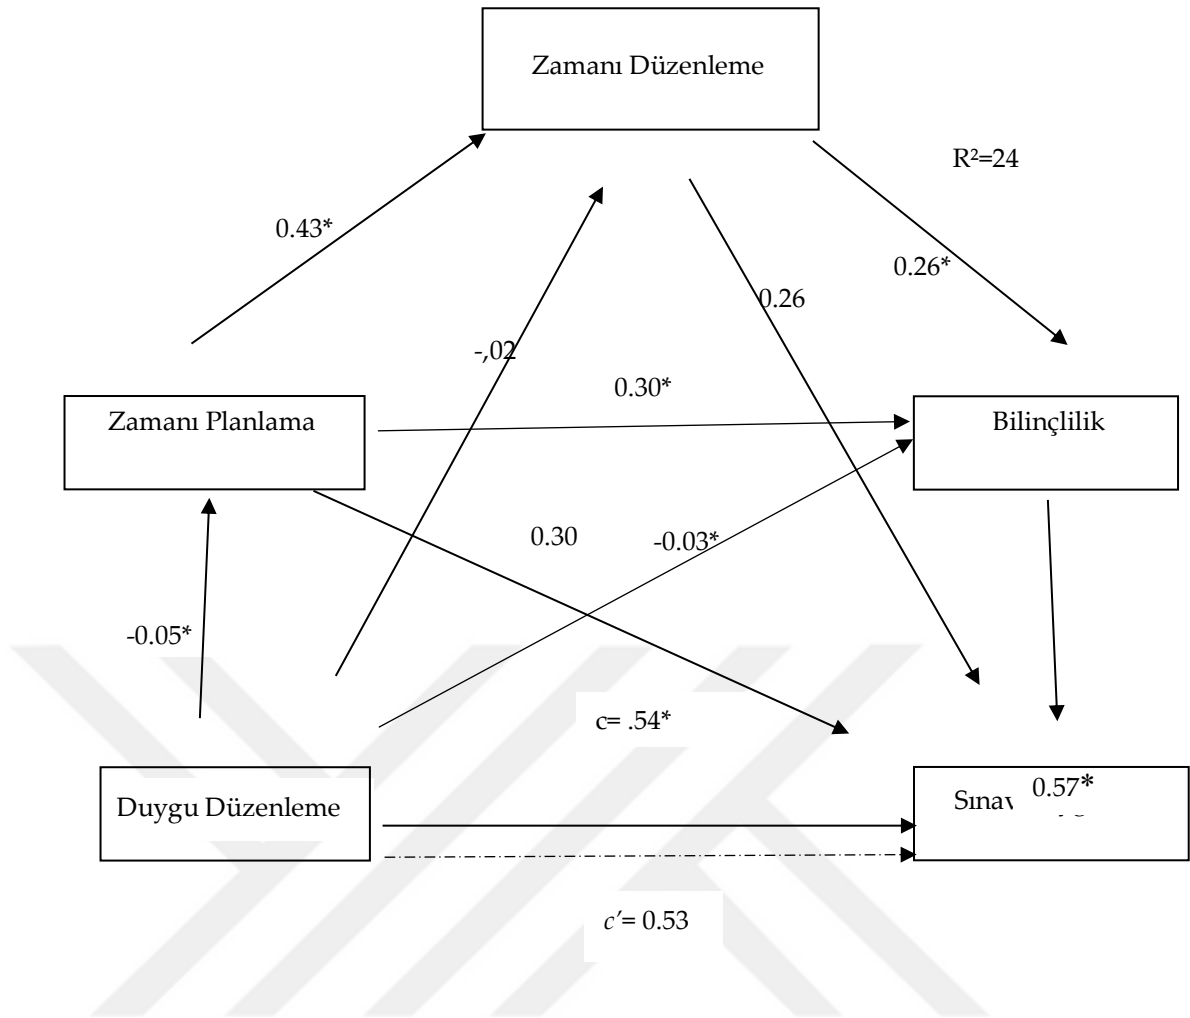 Zamanı Düzenleme
R²=24
0.43*
0.26*
0.26
-,02
0.30*
Zamanı Planlama
Bilinçlilik
0.30
-0.03*
-0.05*
c= .54*
Duygu Düzenleme
0.57*
c′= 0.53